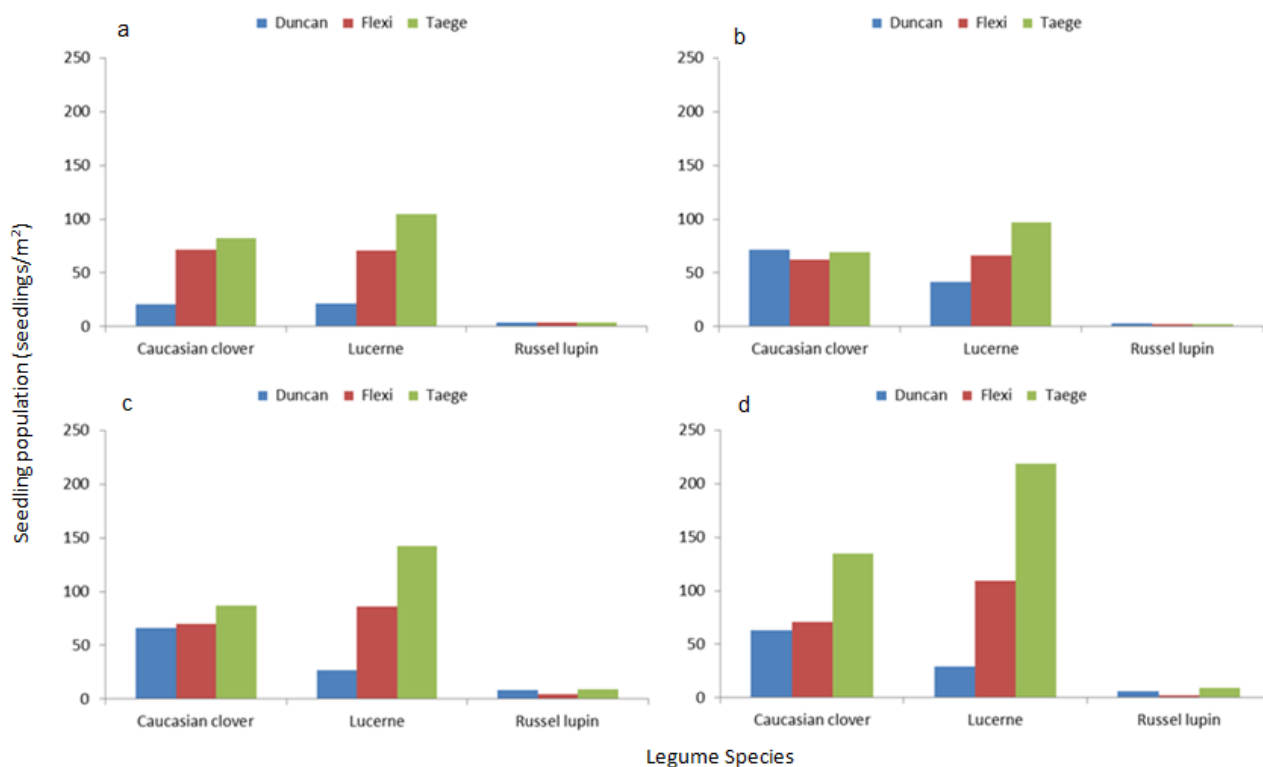 a
Duncan Flexi Taege
250
200
150
100
50
0
Caucasian clover Lucerne Russel lupin
b
Duncan Flexi Taege
250
200
150
100
50
0
Caucasian clover Lucerne Russel lupin
Seedling population (seedlings/m²)
c
Duncan Flexi Taege
250
200
150
100
50
0
Caucasian clover Lucerne Russel lupin
d
Duncan Flexi Taege
250
200
150
100
50
0
Caucasian clover Lucerne Russel lupin
Legume Species